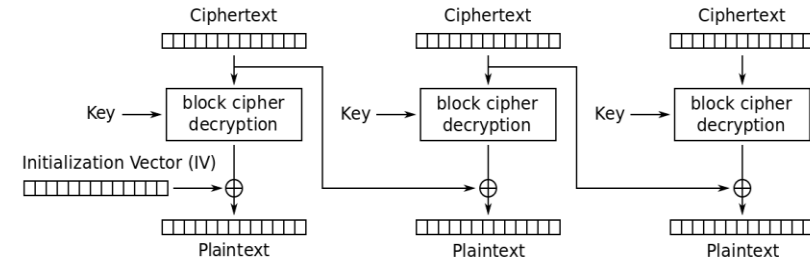 Ciphertext Ciphertext Ciphertext
Key block cipher decryption Key block cipher decryption Key block cipher decryption
Initialization Vector (IV)
Plaintext Plaintext Plaintext